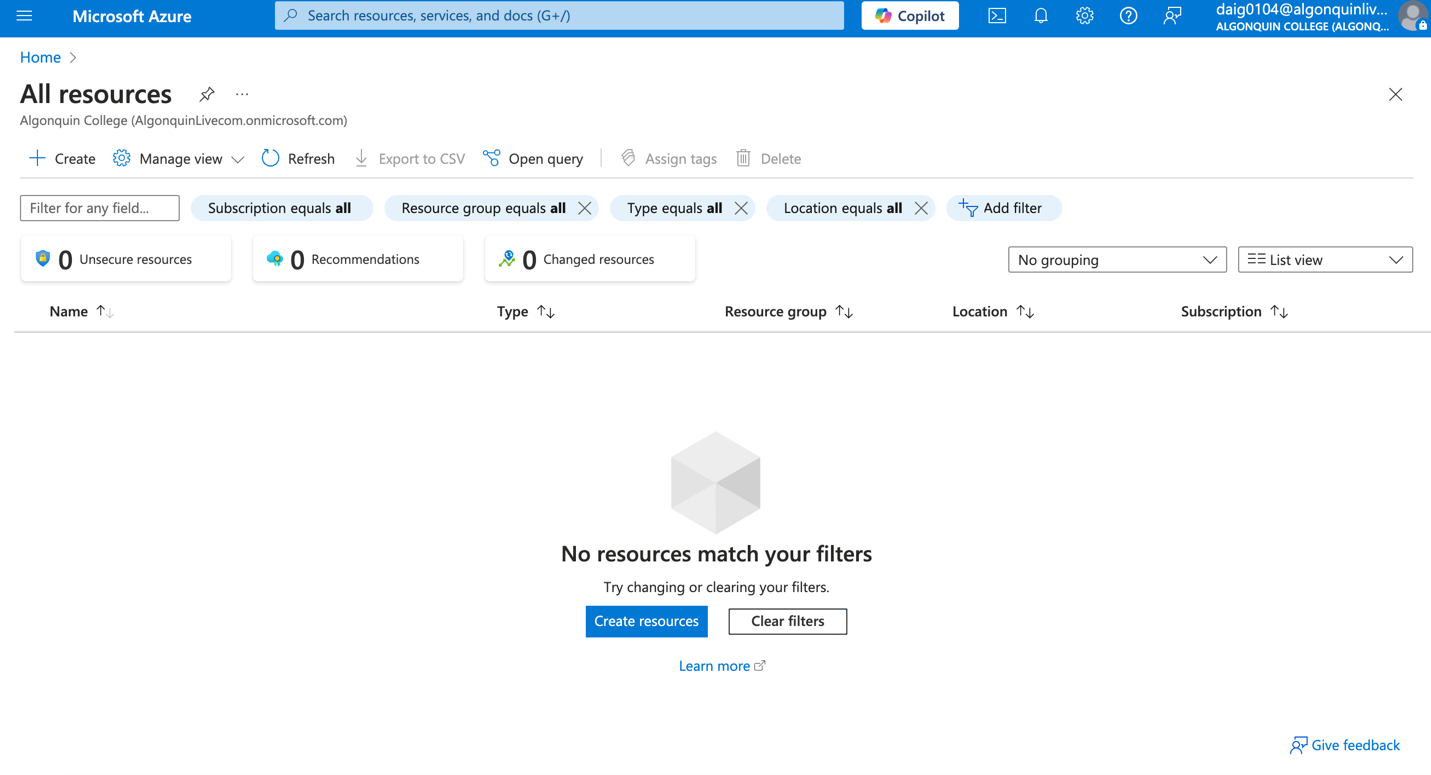 Microsoft Azure
Search resources, services, and docs (G+/)
Copilot
daig0104@algonquinliv...
ALGONQUIN COLLEGE (ALGONQ...
Home
All resources
...
Algonquin College (AlgonquinLivecom.onmicrosoft.com)
Create
Manage view
Refresh
Export to CSV
Open query
Assign tags
Delete
Filter for any field...
Subscription equals all
Resource group equals all
Type equals all
Location equals all
Add filter
0 Unsecure resources
0 Recommendations
0 Changed resources
No grouping
List view
Name
Type
Resource group
Location
Subscription
No resources match your filters
Try changing or clearing your filters.
Create resources
Clear filters
Learn more
Give feedback